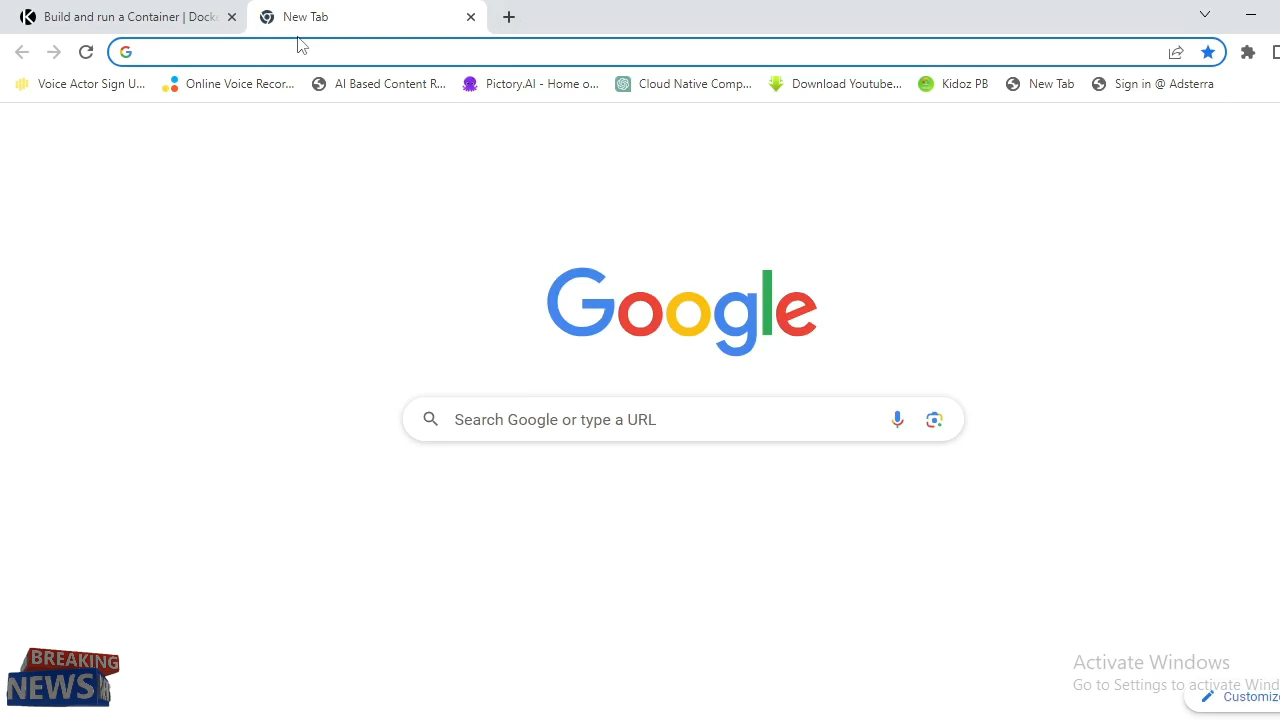 Build and run a Container | Dock
New Tab
Voice Actor Sign U...
Online Voice Recor...
AI Based Content R...
Pictory.AI - Home o...
Cloud Native Comp...
Download Youtube...
Kidoz PB
New Tab
Sign in @ Adsterra
Google
Search Google or type a URL
BREAKING
NEWS
Activate Windows
Go to Settings to activate Wind
Customize